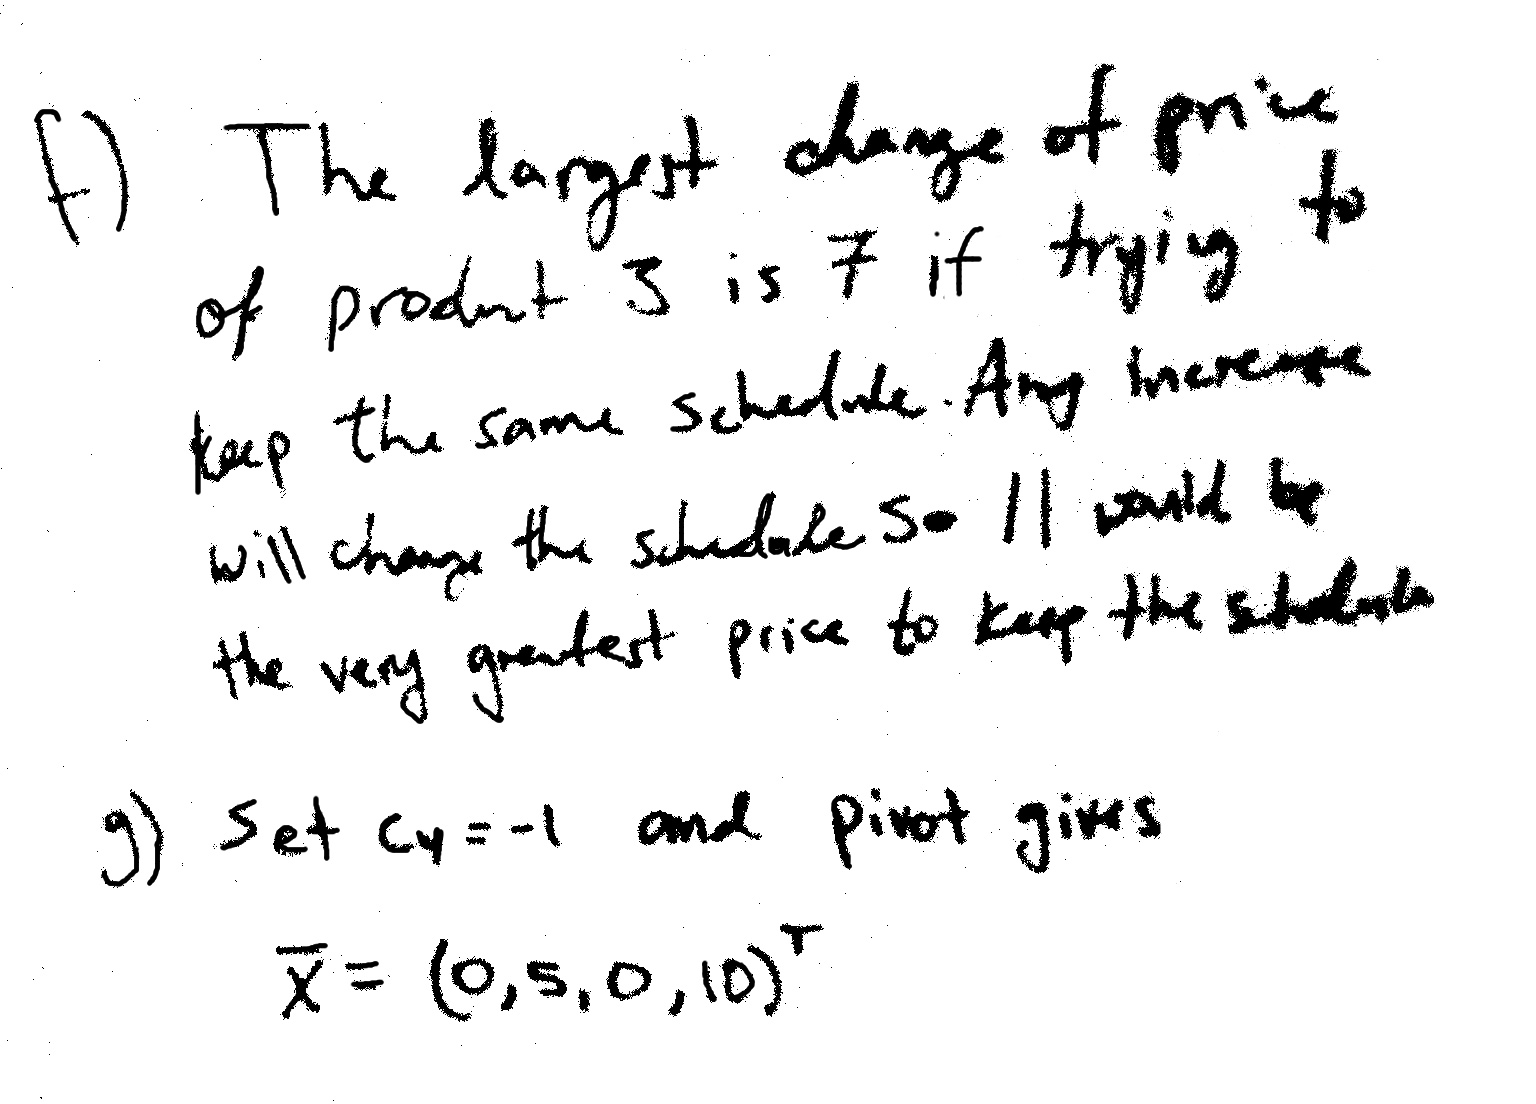 f) The largest change of price
of product 3 is 7 if trying to
keep the same schedule. Any increase
will change the schedule so 11 would be
the very greatest price to keep the schedule
g) Set c₄ = -1 and pivot gives
x̄ = (0, 5, 0, 10)ᵀ